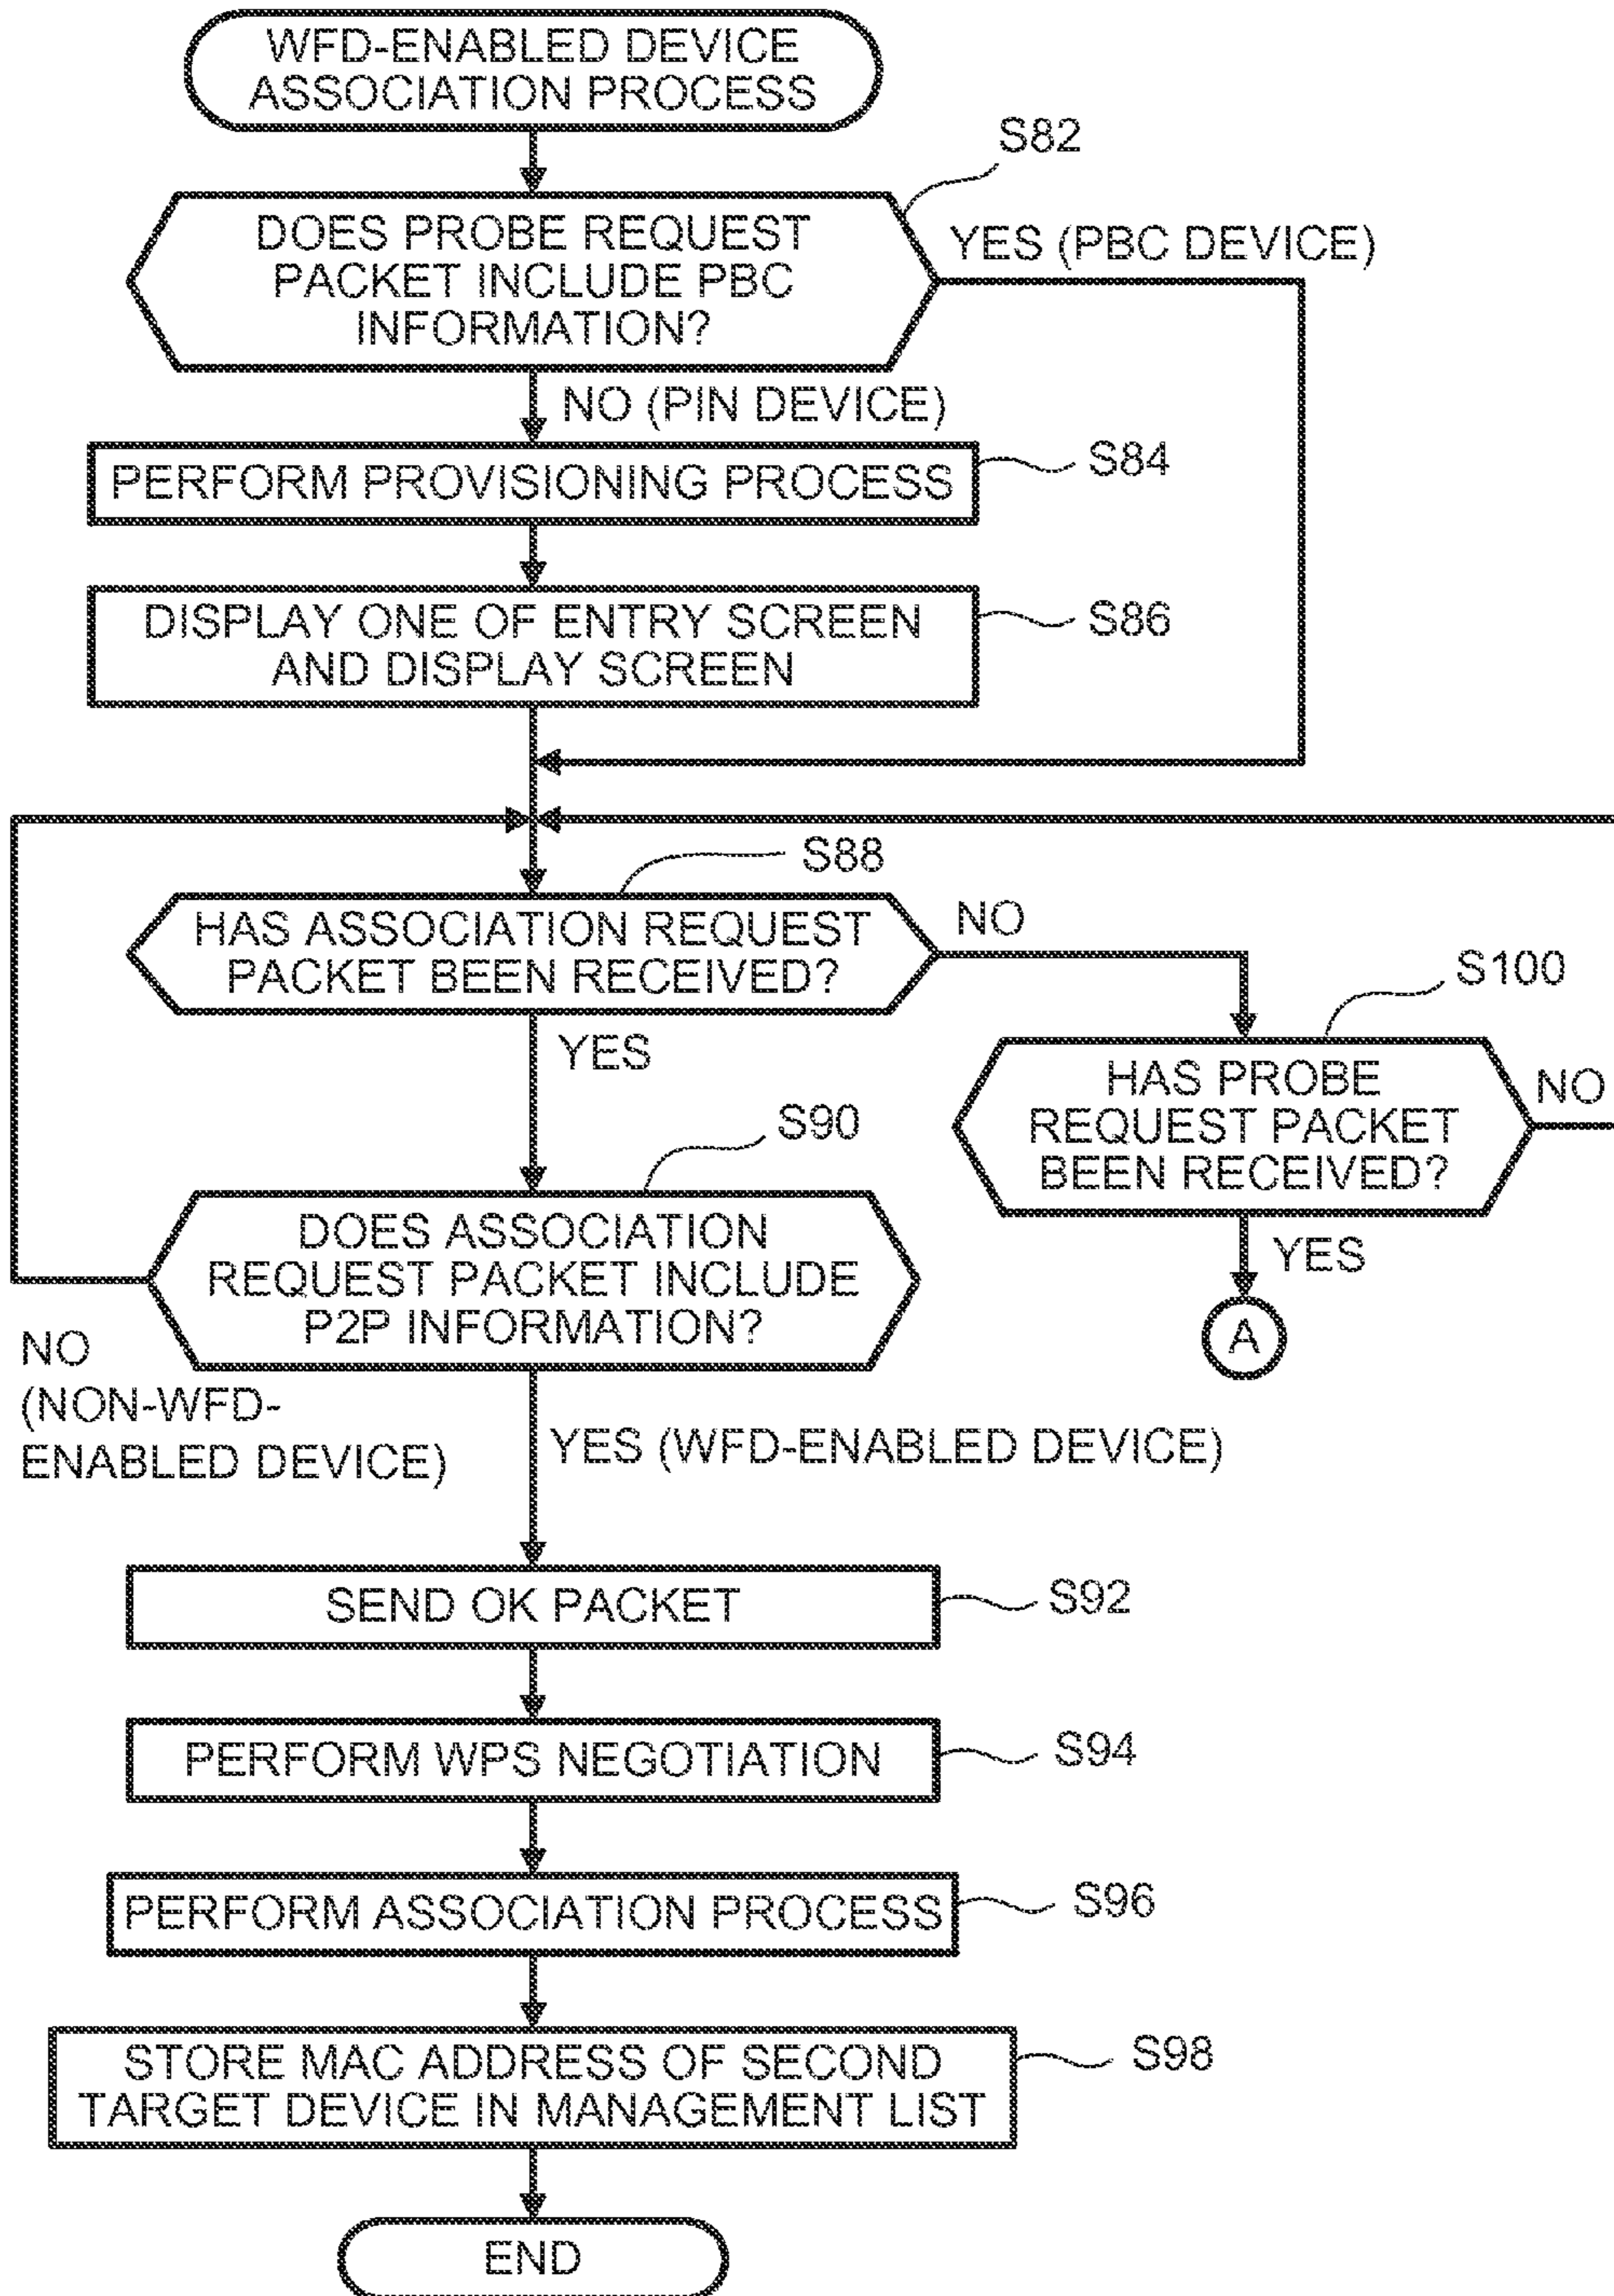 WFD-ENABLED DEVICE
ASSOCIATION PROCESS
S82
DOES PROBE REQUEST
PACKET INCLUDE PBC
INFORMATION?
YES (PBC DEVICE)
NO (PIN DEVICE)
PERFORM PROVISIONING PROCESS
S84
DISPLAY ONE OF ENTRY SCREEN
AND DISPLAY SCREEN
S86
S88
HAS ASSOCIATION REQUEST
PACKET BEEN RECEIVED?
NO
YES
S100
HAS PROBE
REQUEST PACKET
BEEN RECEIVED?
NO
YES
A
S90
DOES ASSOCIATION
REQUEST PACKET INCLUDE
P2P INFORMATION?
NO
(NON-WFD-
ENABLED DEVICE)
YES (WFD-ENABLED DEVICE)
SEND OK PACKET
S92
PERFORM WPS NEGOTIATION
S94
PERFORM ASSOCIATION PROCESS
S96
STORE MAC ADDRESS OF SECOND
TARGET DEVICE IN MANAGEMENT LIST
S98
END